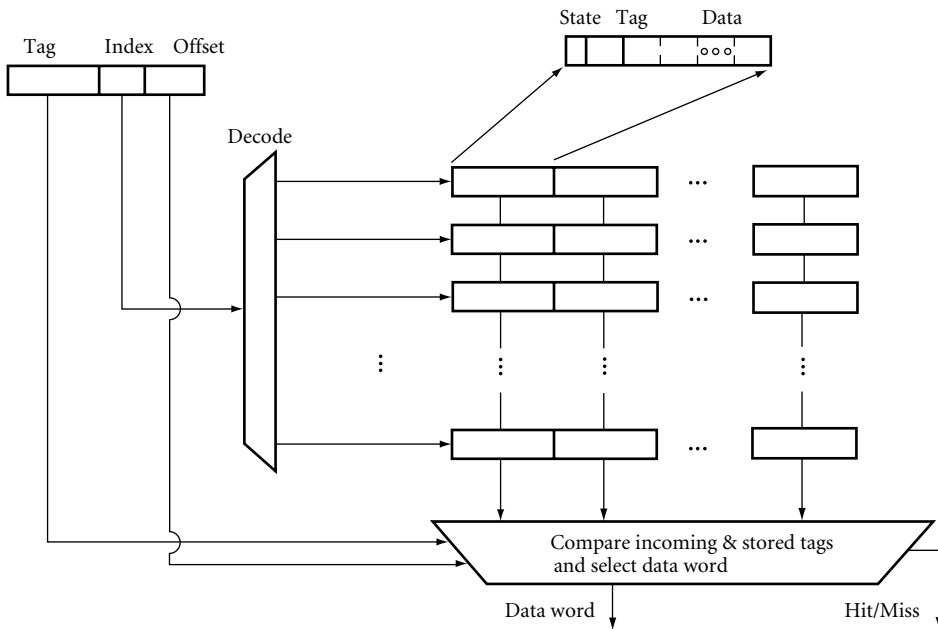 State Tag Data
Tag Index Offset
Decode
...
...
...
...
Compare incoming & stored tags
and select data word
Data word
Hit/Miss